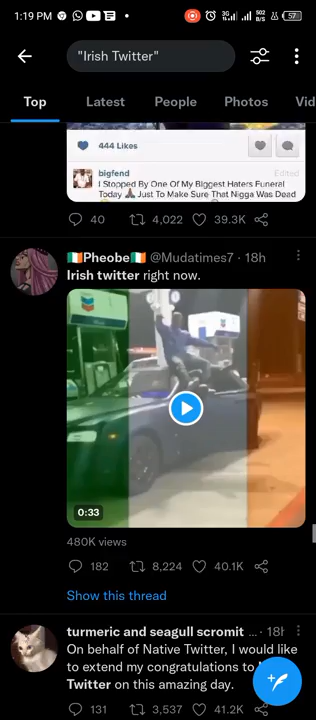 1:19 PM
502 B/S
57
"Irish Twitter"
Top Latest People Photos Vid
444 Likes
bigfend Edited
I Stopped By One Of My Biggest Haters Funeral
Today 🙏🏾 Just To Make Sure That Nigga Was Dead
40 4,022 39.3K
🇮🇪Pheobe🇮🇪 @Mudatimes7 · 18h
Irish twitter right now.
0:33
480K views
182 8,224 40.1K
Show this thread
turmeric and seagull scromit ... · 18h
On behalf of Native Twitter, I would like
to extend my congratulations to
Twitter on this amazing day.
131 3,537 41.2K